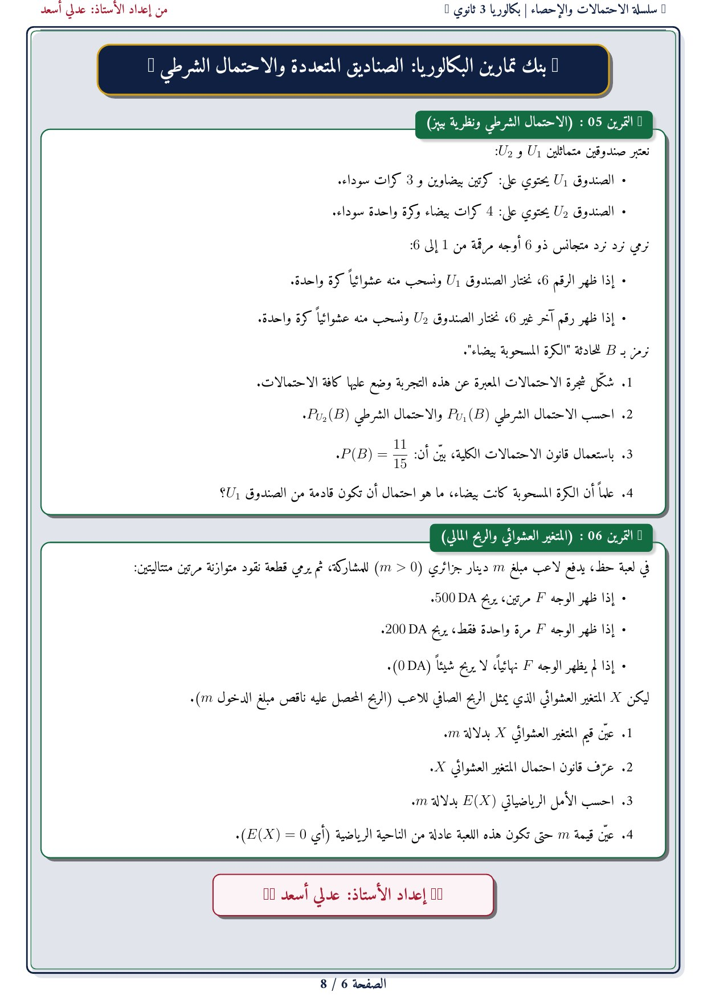 سلسلة الاحتمالات والإحصاء | بكالوريا 3 ثانوي
من إعداد الأستاذ: عدلي أسعد
بنك تمارين البكالوريا: الصناديق المتعددة والاحتمال الشرطي
التمرين 05 : (الاحتمال الشرطي ونظرية بييز)
نعتبر صندوقين متماثلين U₁ و U₂:
• الصندوق U₁ يحتوي على: كرتين بيضاوين و 3 كرات سوداء.
• الصندوق U₂ يحتوي على: 4 كرات بيضاء وكرة واحدة سوداء.
نرمي نرد نرد متجانس ذو 6 أوجه مرقمة من 1 إلى 6:
• إذا ظهر الرقم 6، نختار الصندوق U₁ ونسحب منه عشوائياً كرة واحدة.
• إذا ظهر رقم آخر غير 6، نختار الصندوق U₂ ونسحب منه عشوائياً كرة واحدة.
نرمز بـ B للحادثة "الكرة المسحوبة بيضاء".
1. شكّل شجرة الاحتمالات المعبرة عن هذه التجربة وضع عليها كافة الاحتمالات.
2. احسب الاحتمال الشرطي P_{U₁}(B) والاحتمال الشرطي P_{U₂}(B).
3. باستعمال قانون الاحتمالات الكلية، بيّن أن: P(B) = 11/15.
4. علماً أن الكرة المسحوبة كانت بيضاء، ما هو احتمال أن تكون قادمة من الصندوق U₁؟
التمرين 06 : (المتغير العشوائي والربح المالي)
في لعبة حظ، يدفع لاعب مبلغ m دينار جزائري (m > 0) للمشاركة، ثم يرمي قطعة نقود متوازنة مرتين متتاليتين:
• إذا ظهر الوجه F مرتين، يربح 500 DA.
• إذا ظهر الوجه F مرة واحدة فقط، يربح 200 DA.
• إذا لم يظهر الوجه F نهائياً، لا يربح شيئاً (0 DA).
ليكن X المتغير العشوائي الذي يمثل الربح الصافي للاعب (الربح المحصل عليه ناقص مبلغ الدخول m).
1. عيّن قيم المتغير العشوائي X بدلالة m.
2. عرّف قانون احتمال المتغير العشوائي X.
3. احسب الأمل الرياضياتي E(X) بدلالة m.
4. عيّن قيمة m حتى تكون هذه اللعبة عادلة من الناحية الرياضية (أي E(X) = 0).
إعداد الأستاذ: عدلي أسعد
الصفحة 6 / 8